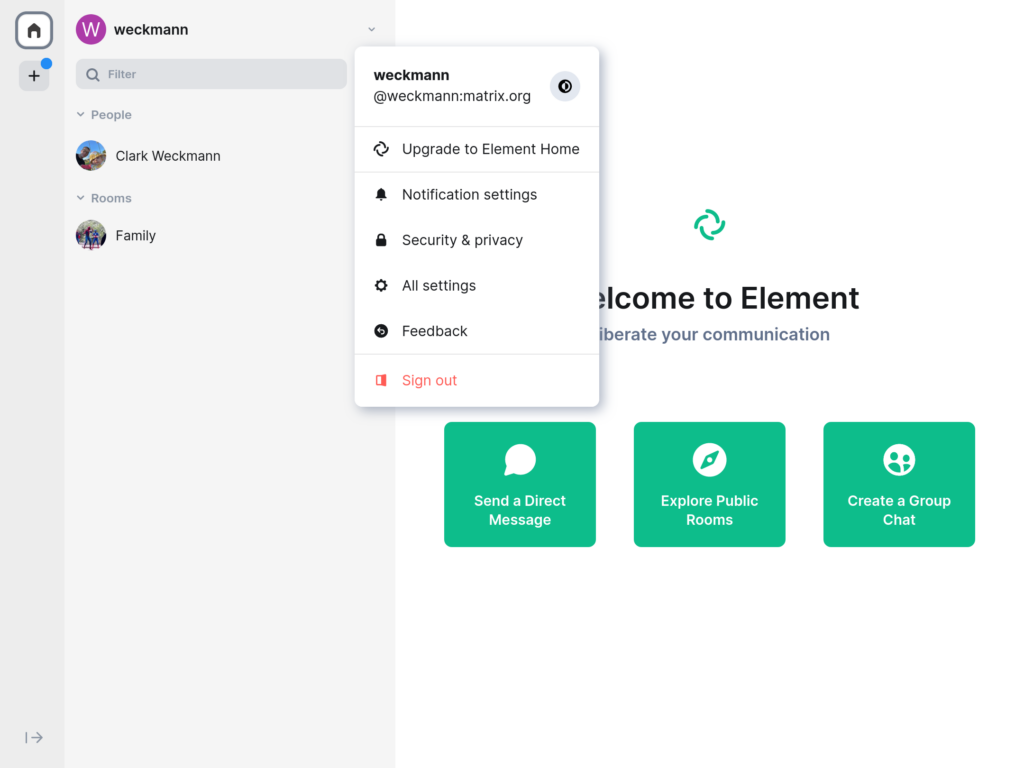 W weckmann
Filter
People
Clark Weckmann
Rooms
Family
weckmann
@weckmann:matrix.org
Upgrade to Element Home
Notification settings
Security & privacy
All settings
Feedback
Sign out
elcome to Element
iberate your communication
Send a Direct
Message
Explore Public
Rooms
Create a Group
Chat